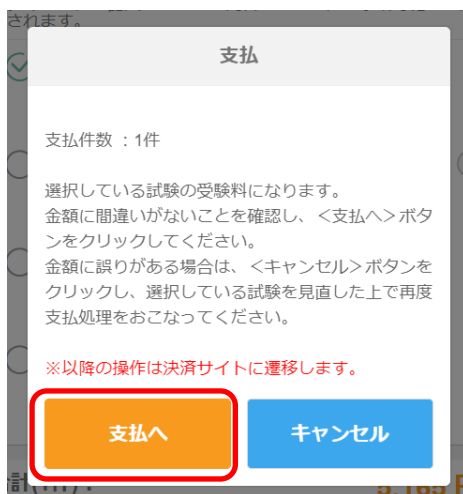 されます。
支払
支払件数 ：1件
選択している試験の受験料になります。
金額に間違いがないことを確認し、＜支払へ＞ボタ
ンをクリックしてください。
金額に誤りがある場合は、＜キャンセル＞ボタンを
クリックし、選択している試験を見直した上で再度
支払処理をおこなってください。
※以降の操作は決済サイトに遷移します。
支払へ
キャンセル